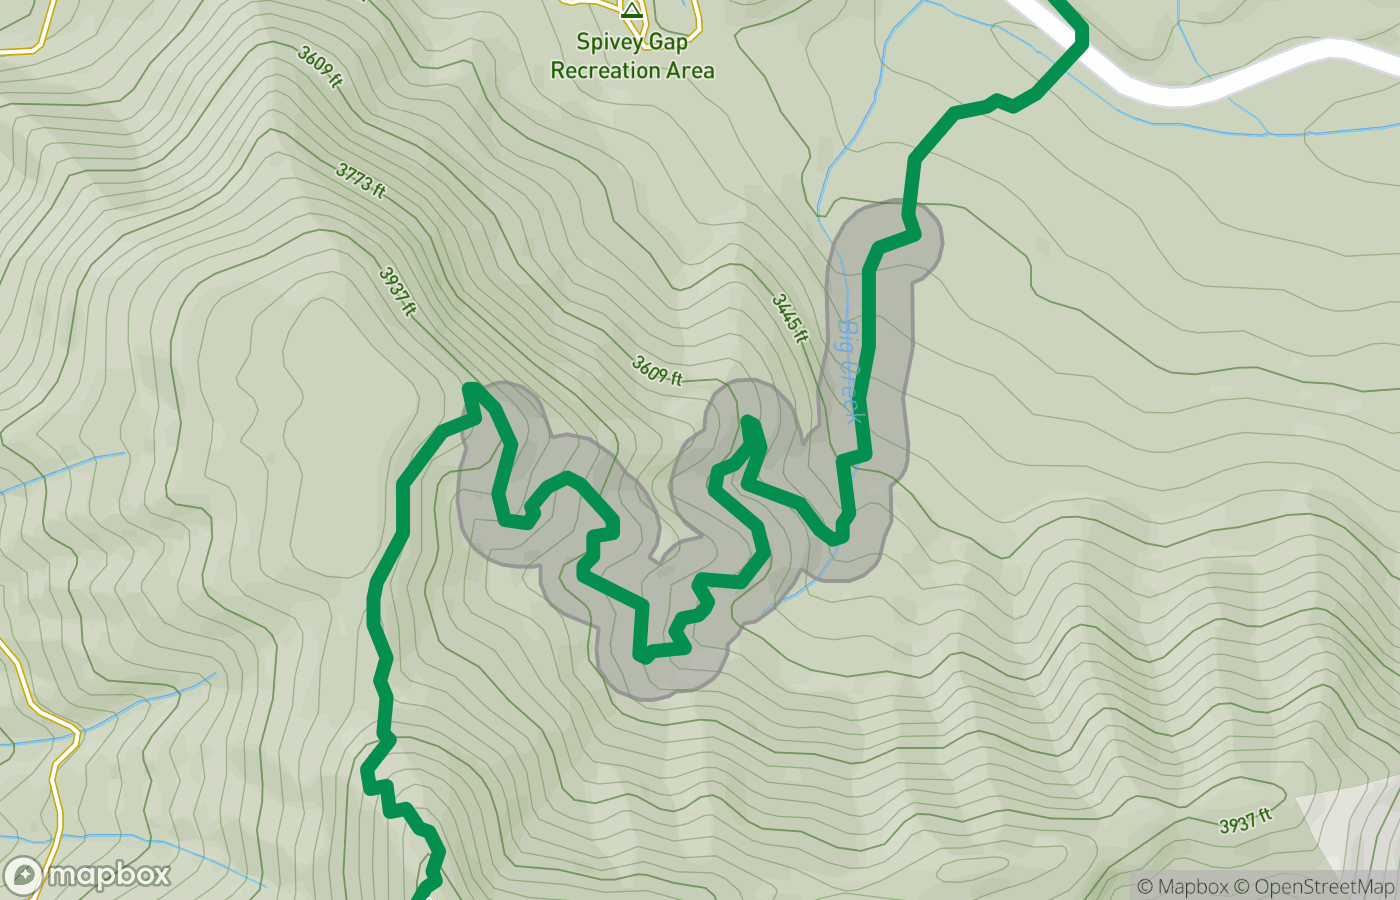 Spivey Gap
Recreation Area
3609 ft
3773 ft
3937 ft
3445 ft
3609 ft
Big Creek
3937 ft
mapbox
© Mapbox © OpenStreetMap